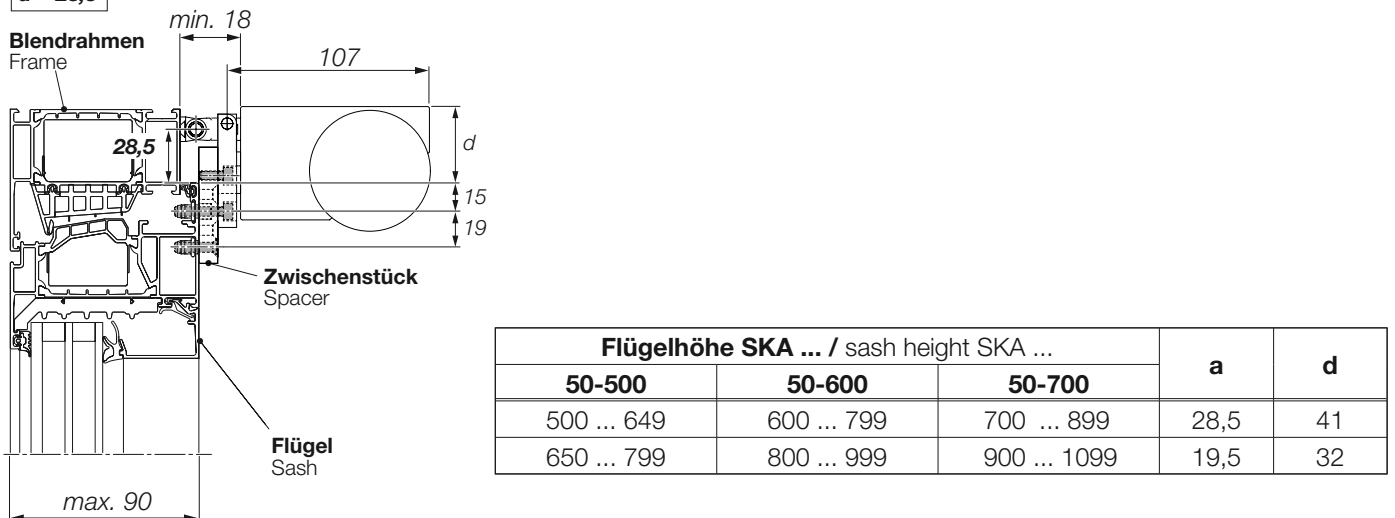 min. 18
Blendrahmen
Frame
107
28,5
d
15
19
Zwischenstück
Spacer
Flügelhöhe SKA ... / sash height SKA ...
a
d
50-500
50-600
50-700
500 ... 649
600 ... 799
700 ... 899
28,5
41
650 ... 799
800 ... 999
900 ... 1099
19,5
32
Flügel
Sash
max. 90